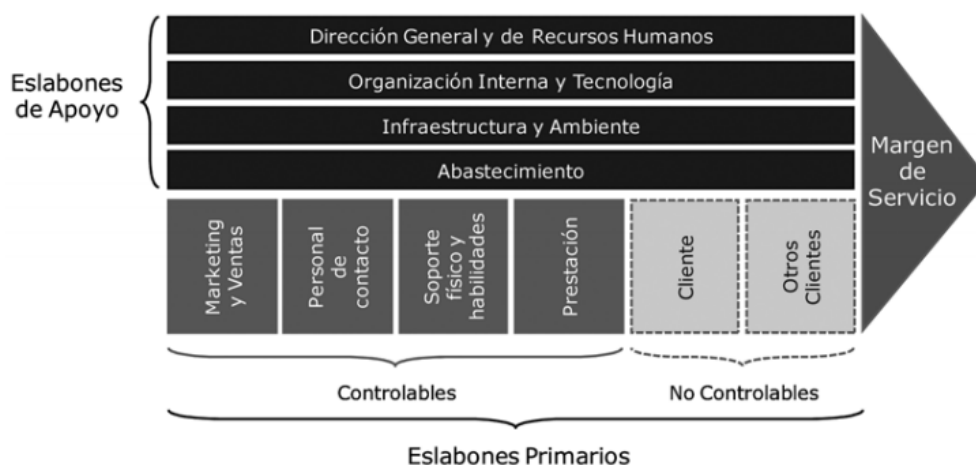 Dirección General y de Recursos Humanos
Eslabones
de Apoyo
Organización Interna y Tecnología
Infraestructura y Ambiente
Abastecimiento
Margen
de
Servicio
Marketing
y Ventas
Personal
de
contacto
Soporte
físico y
habilidades
Prestación
Cliente
Otros
Clientes
Controlables
No Controlables
Eslabones Primarios